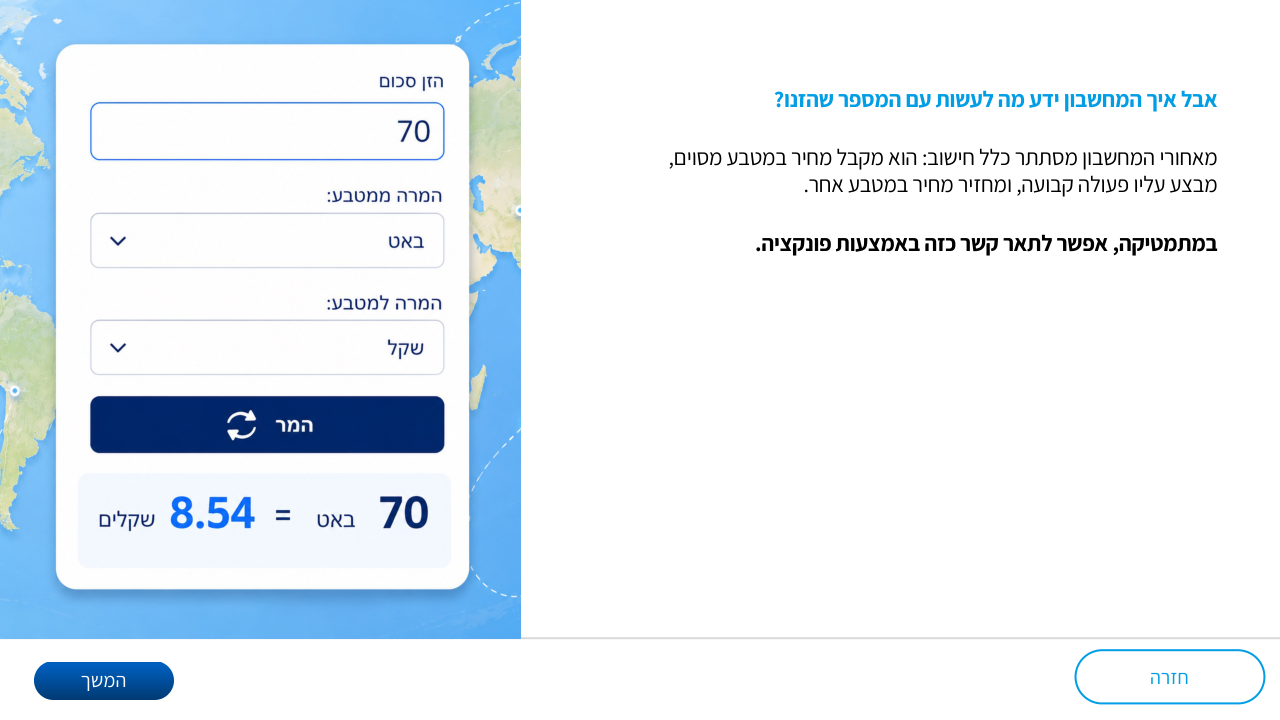 אבל איך המחשבון ידע מה לעשות עם המספר שהזנו?
מאחורי המחשבון מסתתר כלל חישוב: הוא מקבל מחיר במטבע מסוים,
מבצע עליו פעולה קבועה, ומחזיר מחיר במטבע אחר.
במתמטיקה, אפשר לתאר קשר כזה באמצעות פונקציה.
הזן סכום
70
המרה ממטבע:
באט
המרה למטבע:
שקל
המר
70 באט = 8.54 שקלים
חזרה
המשך